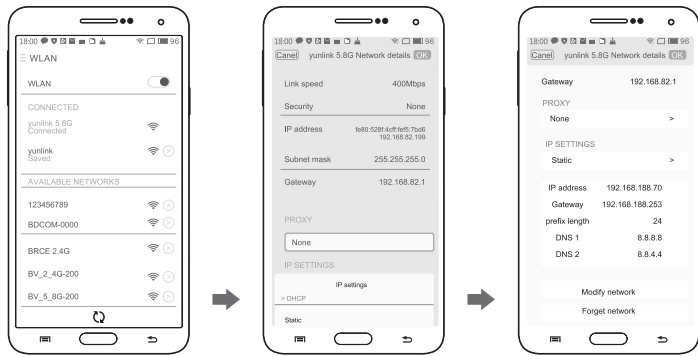 18:00 96
WLAN
WLAN
CONNECTED
yunlink 5.8G
Connected
yunlink
Saved
AVAILABLE NETWORKS
123456789
BDCOM-0000
BRCE 2.4G
BV_2_4G-200
BV_5_8G-200
18:00 96
Canel yunlink 5.8G Network details OK
Link speed 400Mbps
Security None
IP address fe80:528f:4cff:fef5:7bd6
192.168.82.199
Subnet mask 255.255.255.0
Gateway 192.168.82.1
PROXY
None
IP SETTINGS
IP settings
> DHCP
Static
18:00 96
Canel yunlink 5.8G Network details OK
Gateway 192.168.82.1
PROXY
None >
IP SETTINGS
Static >
IP address 192.168.188.70
Gateway 192.168.188.253
prefix length 24
DNS 1 8.8.8.8
DNS 2 8.8.4.4
Modify network
Forget network